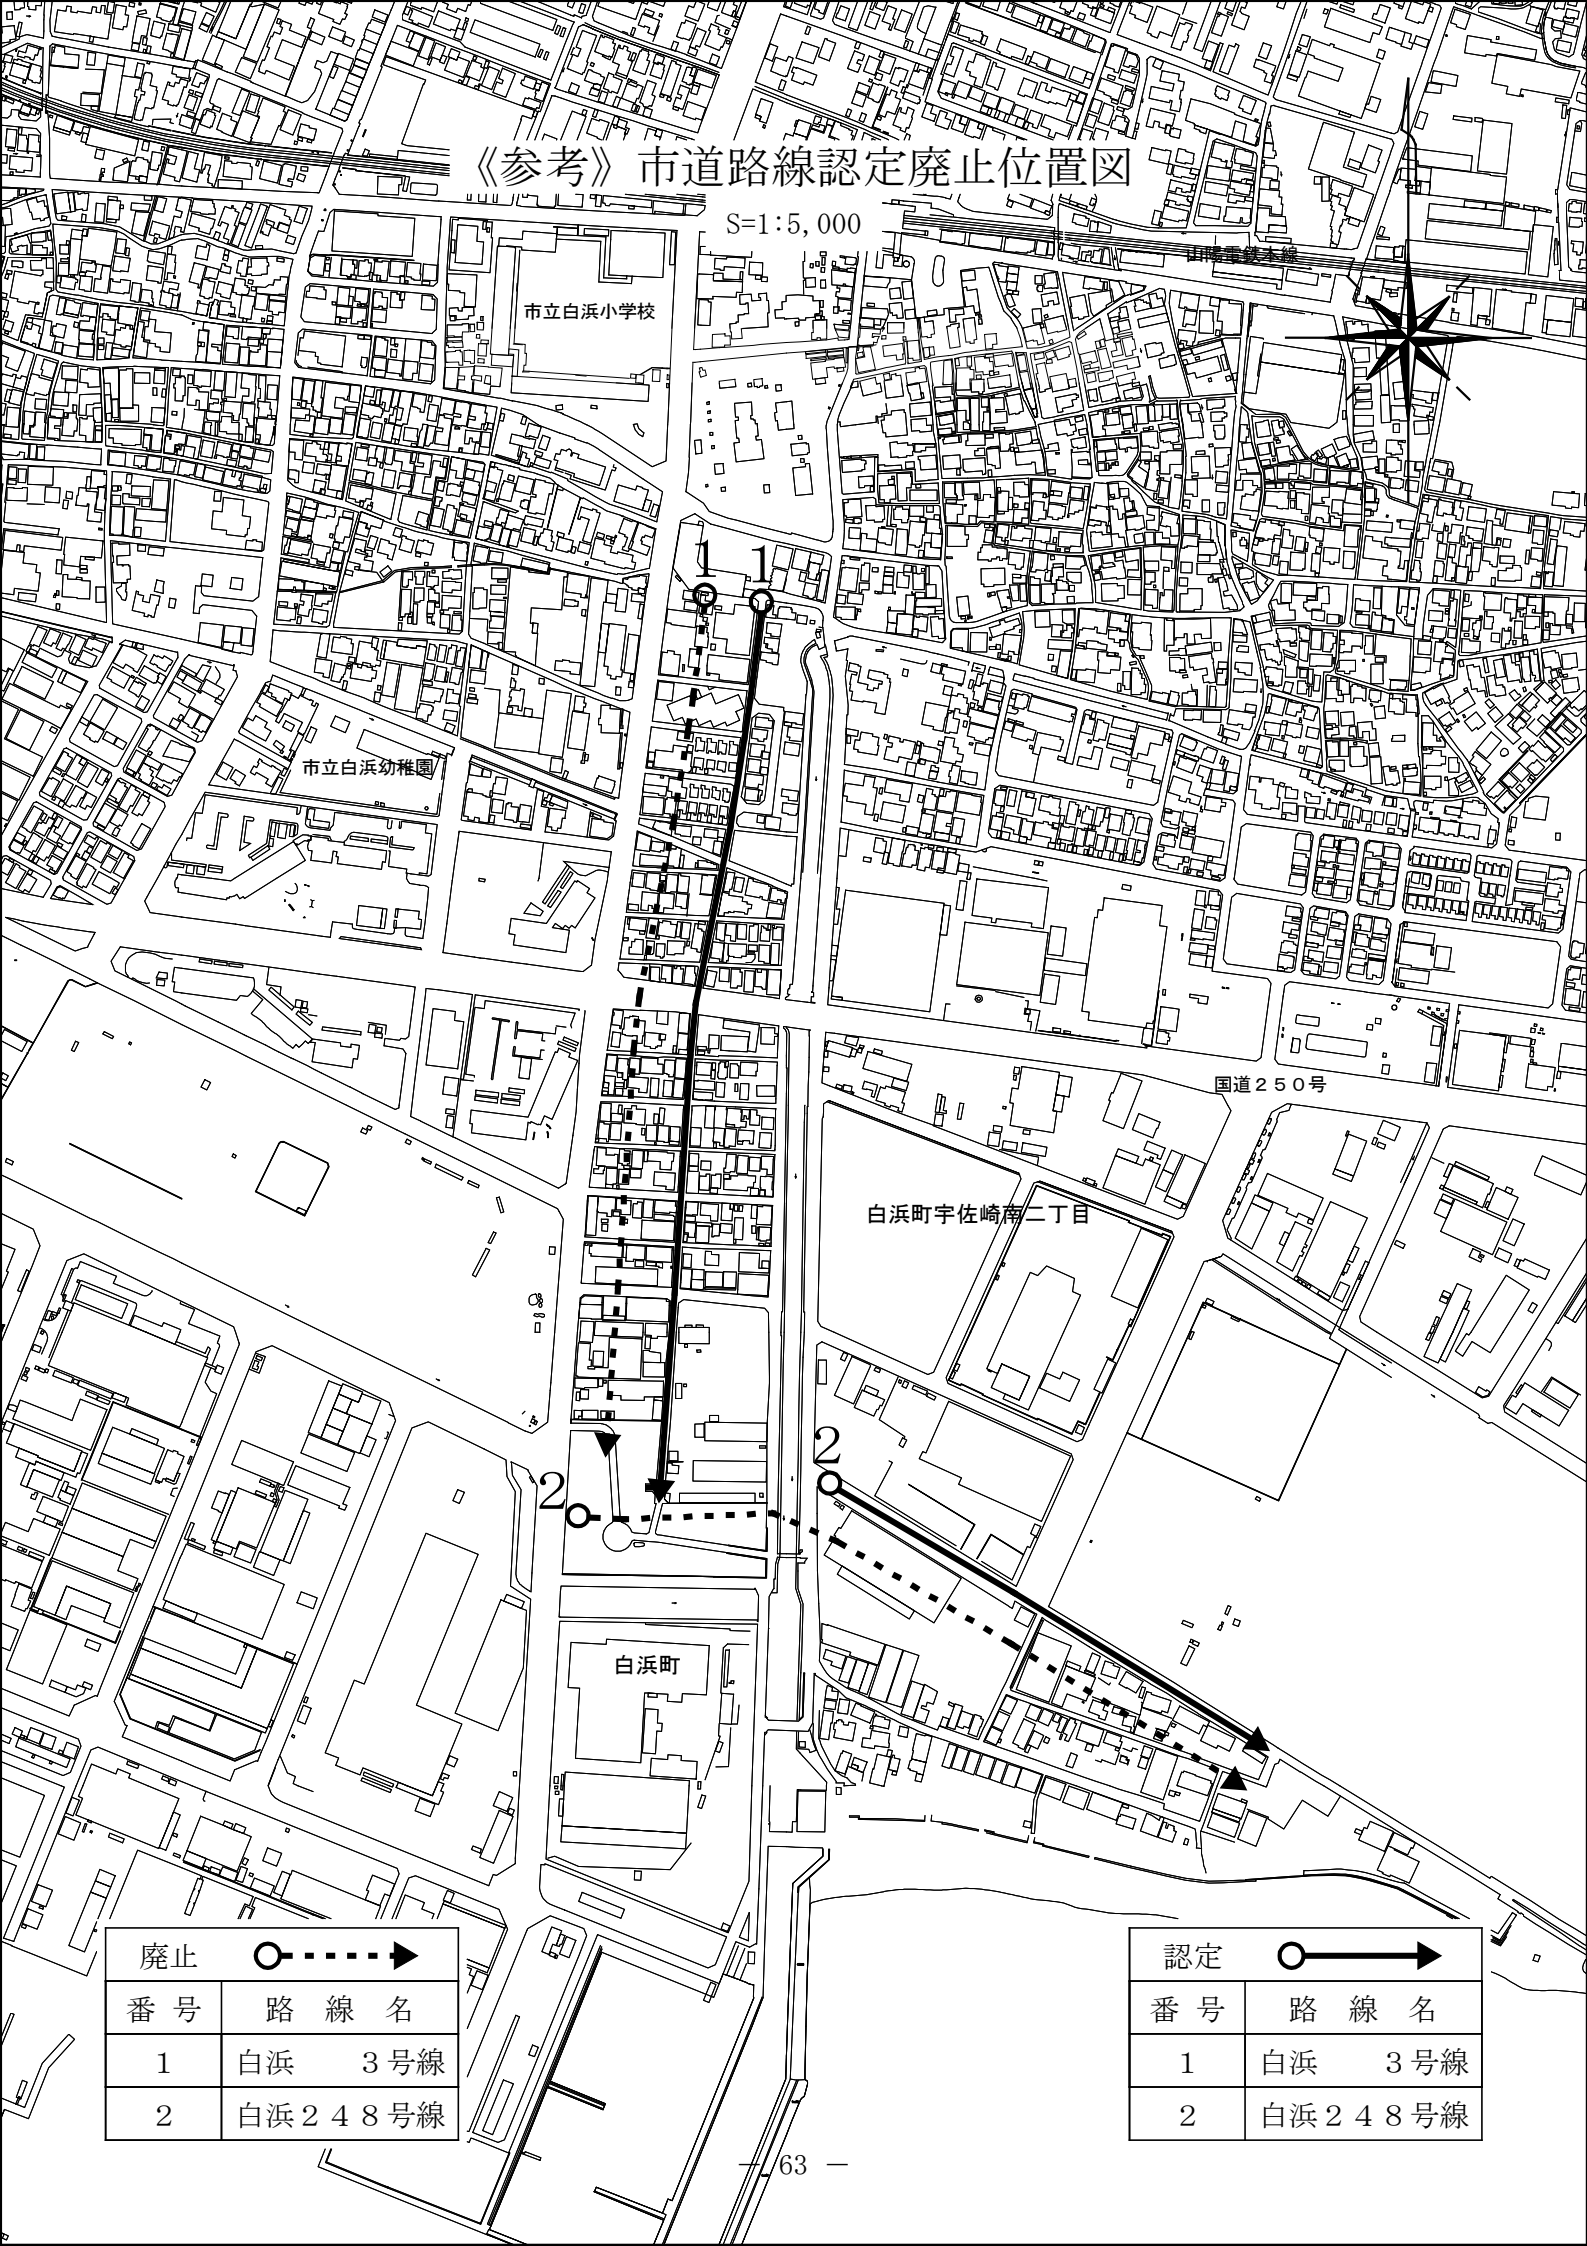 《参考》市道路線認定廃止位置図
S=1:5,000
山陽電鉄本線
市立白浜小学校
1
1
市立白浜幼稚園
国道２５０号
白浜町宇佐崎南二丁目
2
2
白浜町
廃止
番 号 路 線 名
1 白浜 ３号線
2 白浜２４８号線
認定
番 号 路 線 名
1 白浜 ３号線
2 白浜２４８号線
－ 63 －